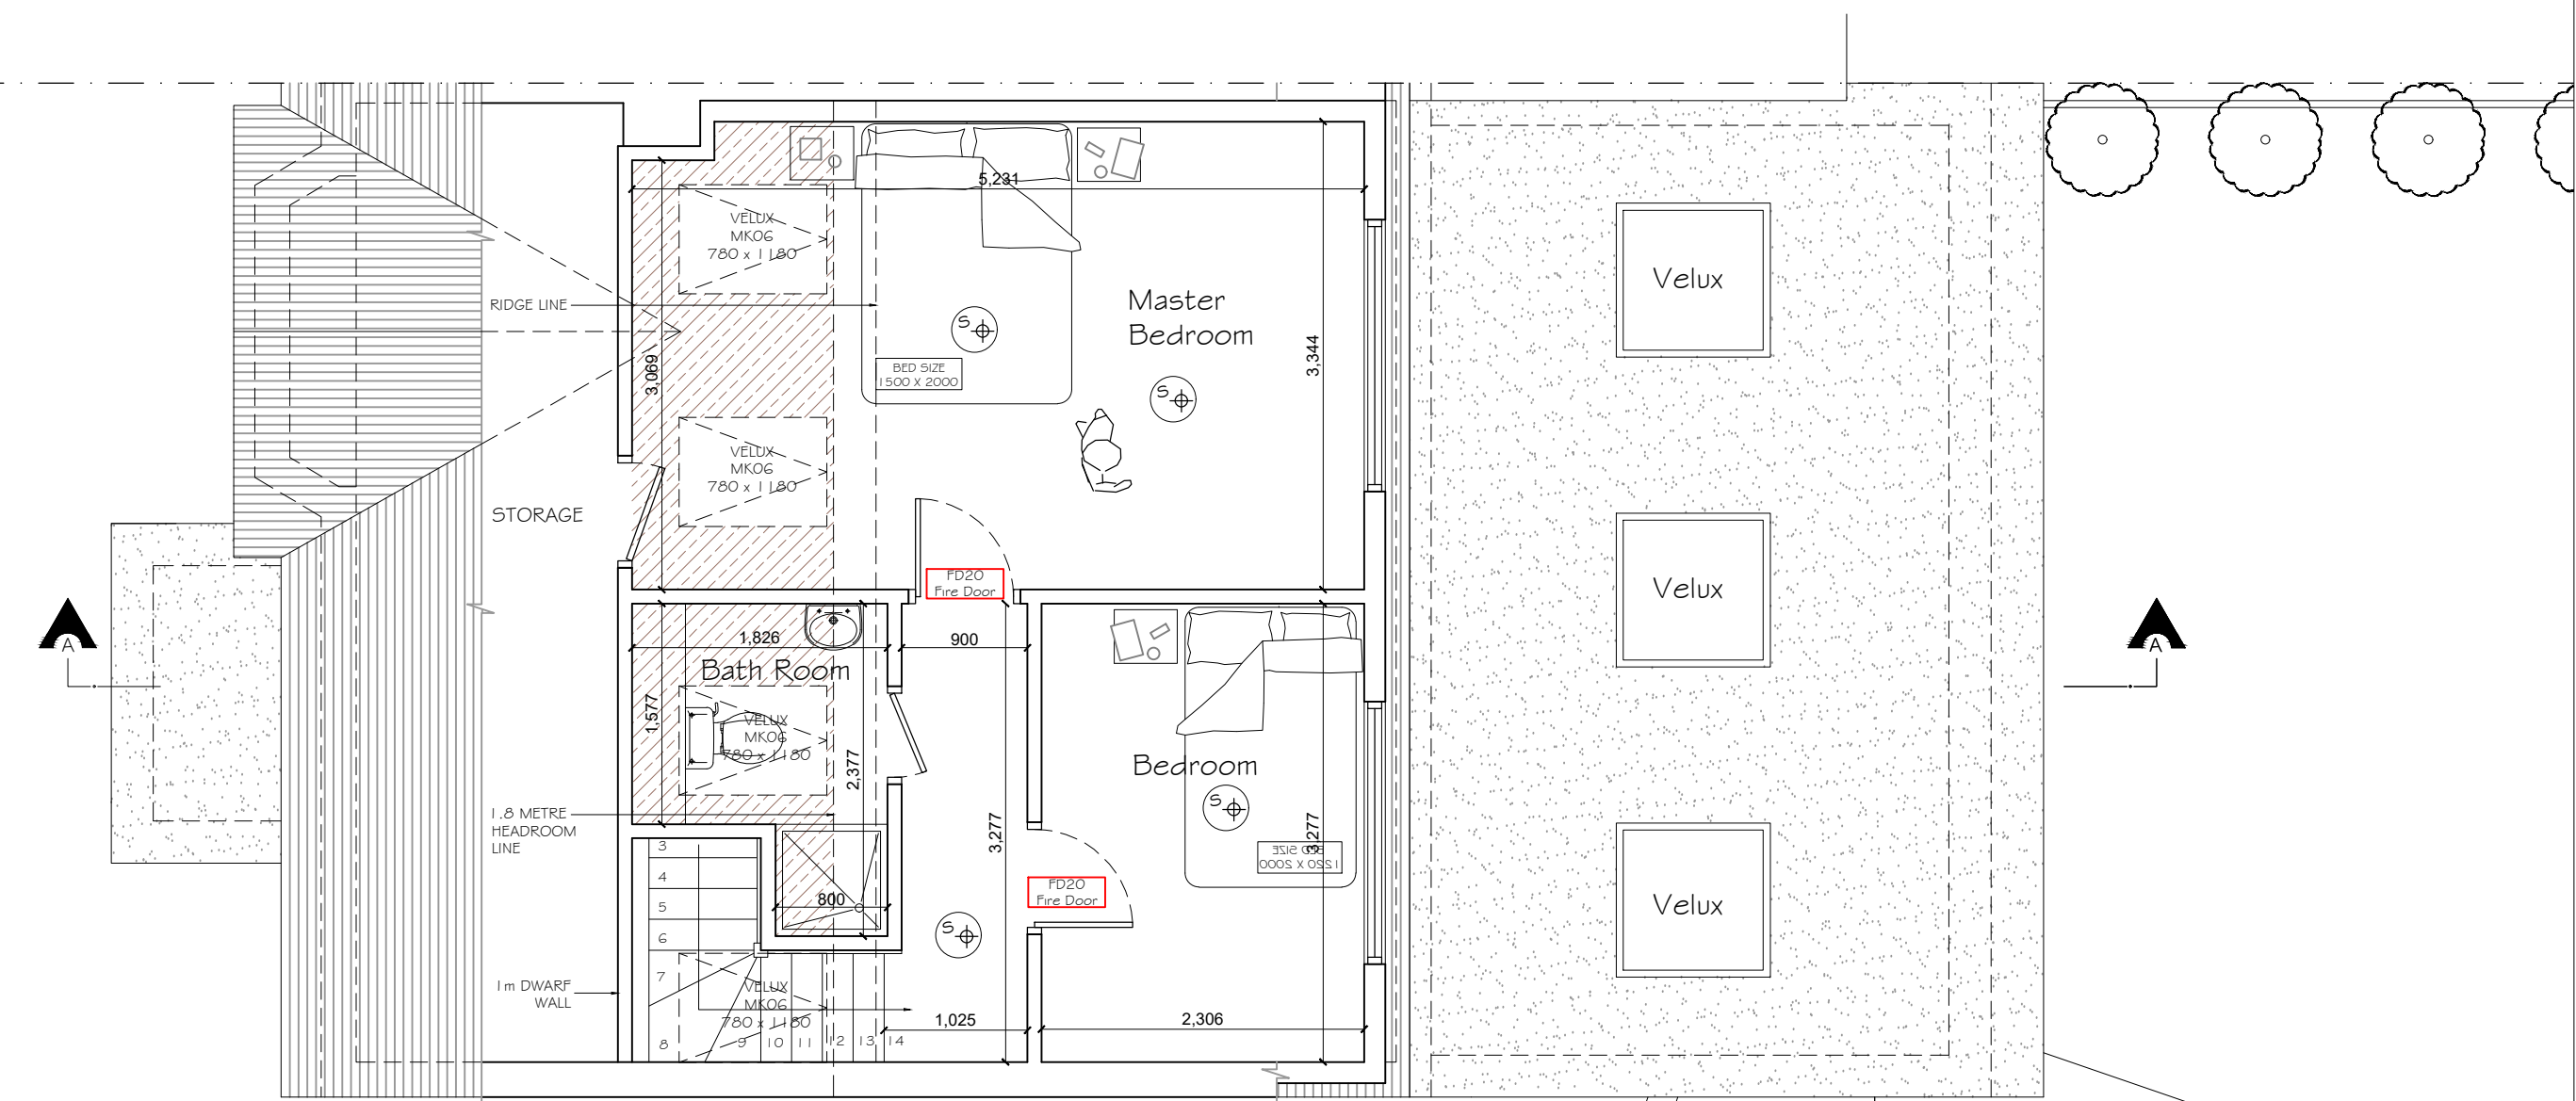 5,231
VELUX
MK06
780 x 1180
RIDGE LINE
Master
Bedroom
S
S
BED SIZE
1500 X 2000
3,069
3,344
VELUX
MK06
780 x 1180
STORAGE
FD20
Fire Door
1,826
900
Bath Room
1,577
VELUX
MK06
780 x 1180
2,377
Bedroom
S
3,277
3,277
BED SIZE
1220 X 2000
1.8 METRE
HEADROOM
LINE
3
4
5
6
7
8
9
10
11
12
13
14
800
FD20
Fire Door
S
1m DWARF
WALL
VELUX
MK06
780 x 1180
1,025
2,306
Velux
Velux
Velux
A
A